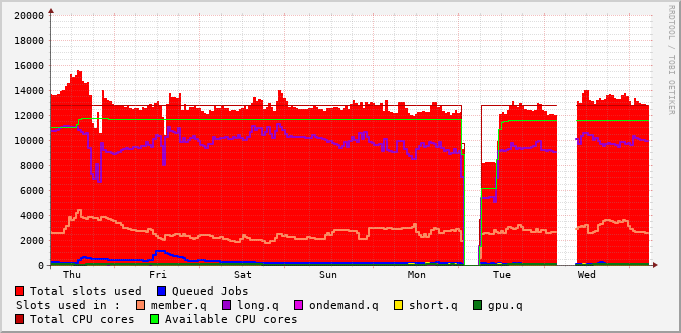 20000
18000
16000
14000
12000
10000
8000
6000
4000
2000
0
Thu Fri Sat Sun Mon Tue Wed
RRDTOOL / TOBI OETIKER
Total slots used Queued Jobs
Slots used in : member.q long.q ondemand.q short.q gpu.q
Total CPU cores Available CPU cores